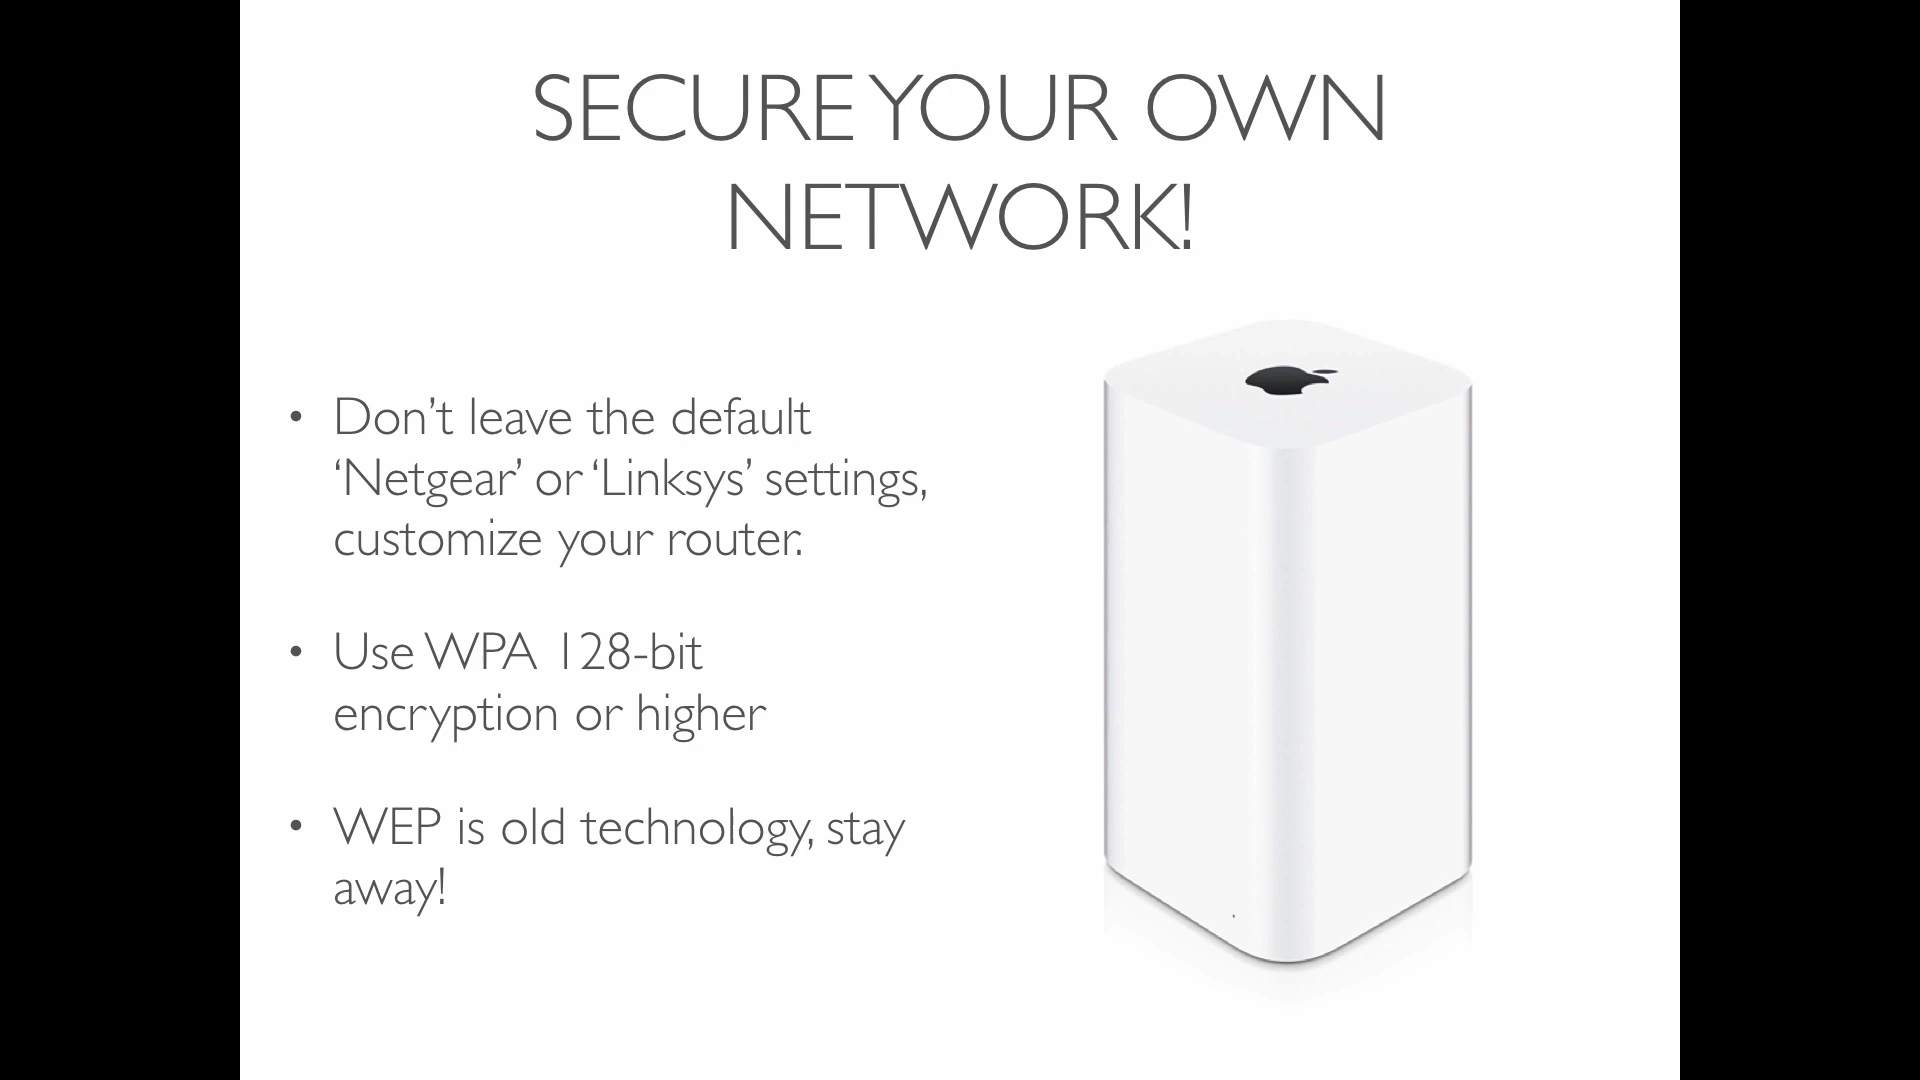 SECURE YOUR OWN
NETWORK!
• Don’t leave the default
‘Netgear’ or ‘Linksys’ settings,
customize your router.
• Use WPA 128-bit
encryption or higher
• WEP is old technology, stay
away!